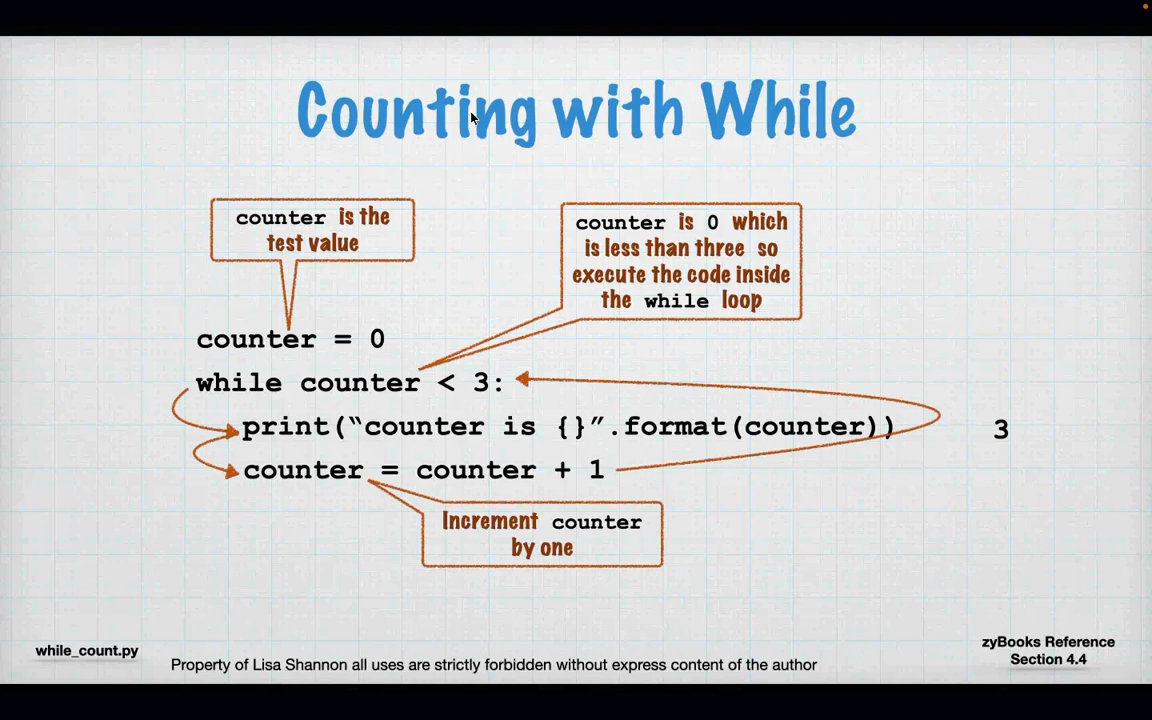 Counting with While
counter is the
test value
counter is 0 which
is less than three so
execute the code inside
the while loop
counter = 0
while counter < 3:
print(“counter is {}”.format(counter))
3
counter = counter + 1
Increment counter
by one
while_count.py
Property of Lisa Shannon all uses are strictly forbidden without express content of the author
zyBooks Reference
Section 4.4